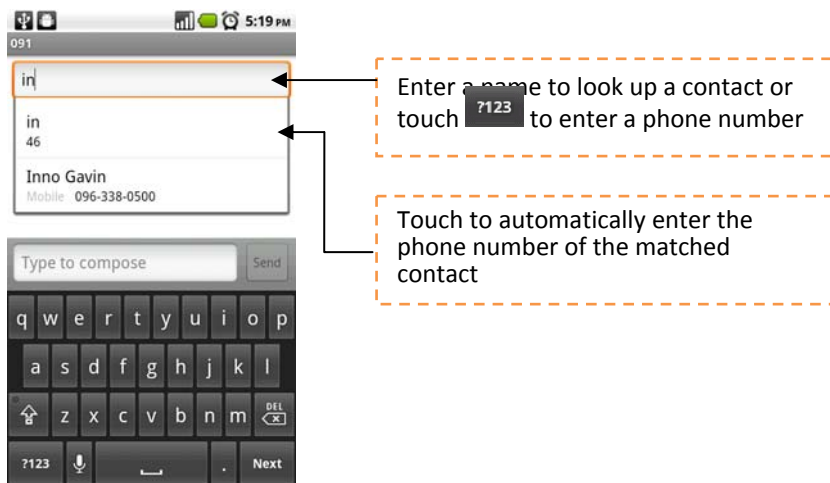 5:19 PM
091
in
in
46
Inno Gavin
Mobile 096-338-0500
Type to compose Send
q w e r t y u i o p
a s d f g h j k l
z x c v b n m DEL
?123 . Next
Enter a name to look up a contact or
touch ?123 to enter a phone number
Touch to automatically enter the
phone number of the matched
contact